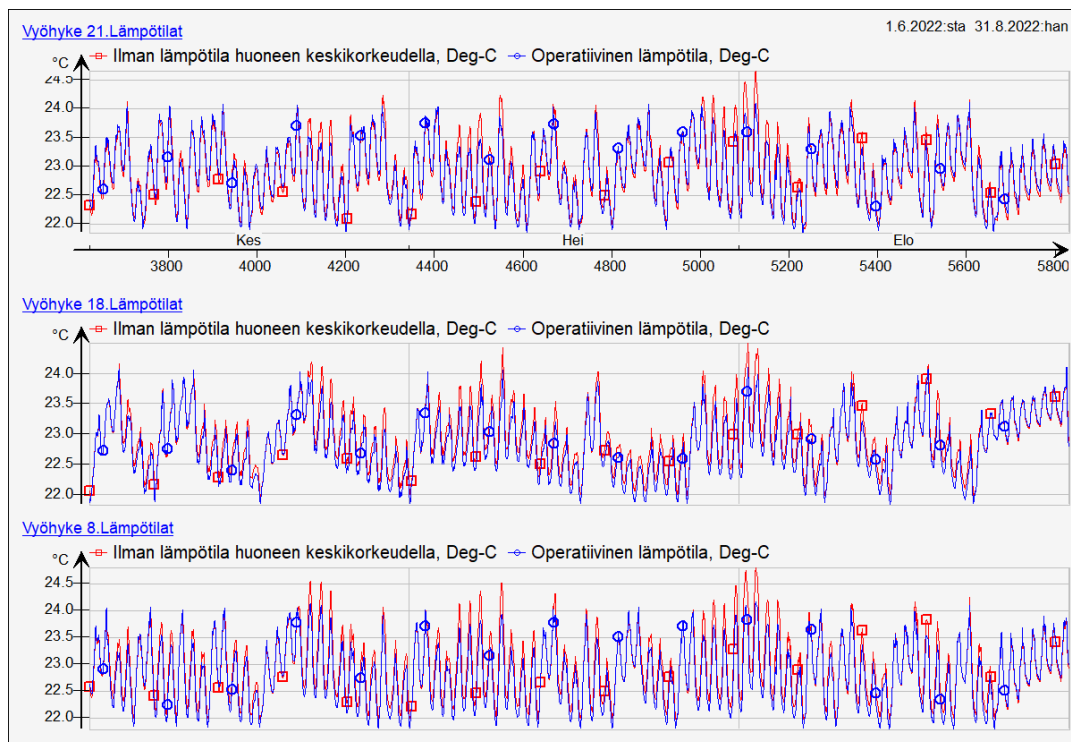 Vyöhyke 21.Lämpötilat
1.6.2022:sta 31.8.2022:han
°C
Ilman lämpötila huoneen keskikorkeudella, Deg-C
Operatiivinen lämpötila, Deg-C
24.5
24.0
23.5
23.0
22.5
22.0
Kes Hei Elo
3800 4000 4200 4400 4600 4800 5000 5200 5400 5600 5800
Vyöhyke 18.Lämpötilat
°C
Ilman lämpötila huoneen keskikorkeudella, Deg-C
Operatiivinen lämpötila, Deg-C
24.0
23.5
23.0
22.5
22.0
Vyöhyke 8.Lämpötilat
°C
Ilman lämpötila huoneen keskikorkeudella, Deg-C
Operatiivinen lämpötila, Deg-C
24.5
24.0
23.5
23.0
22.5
22.0